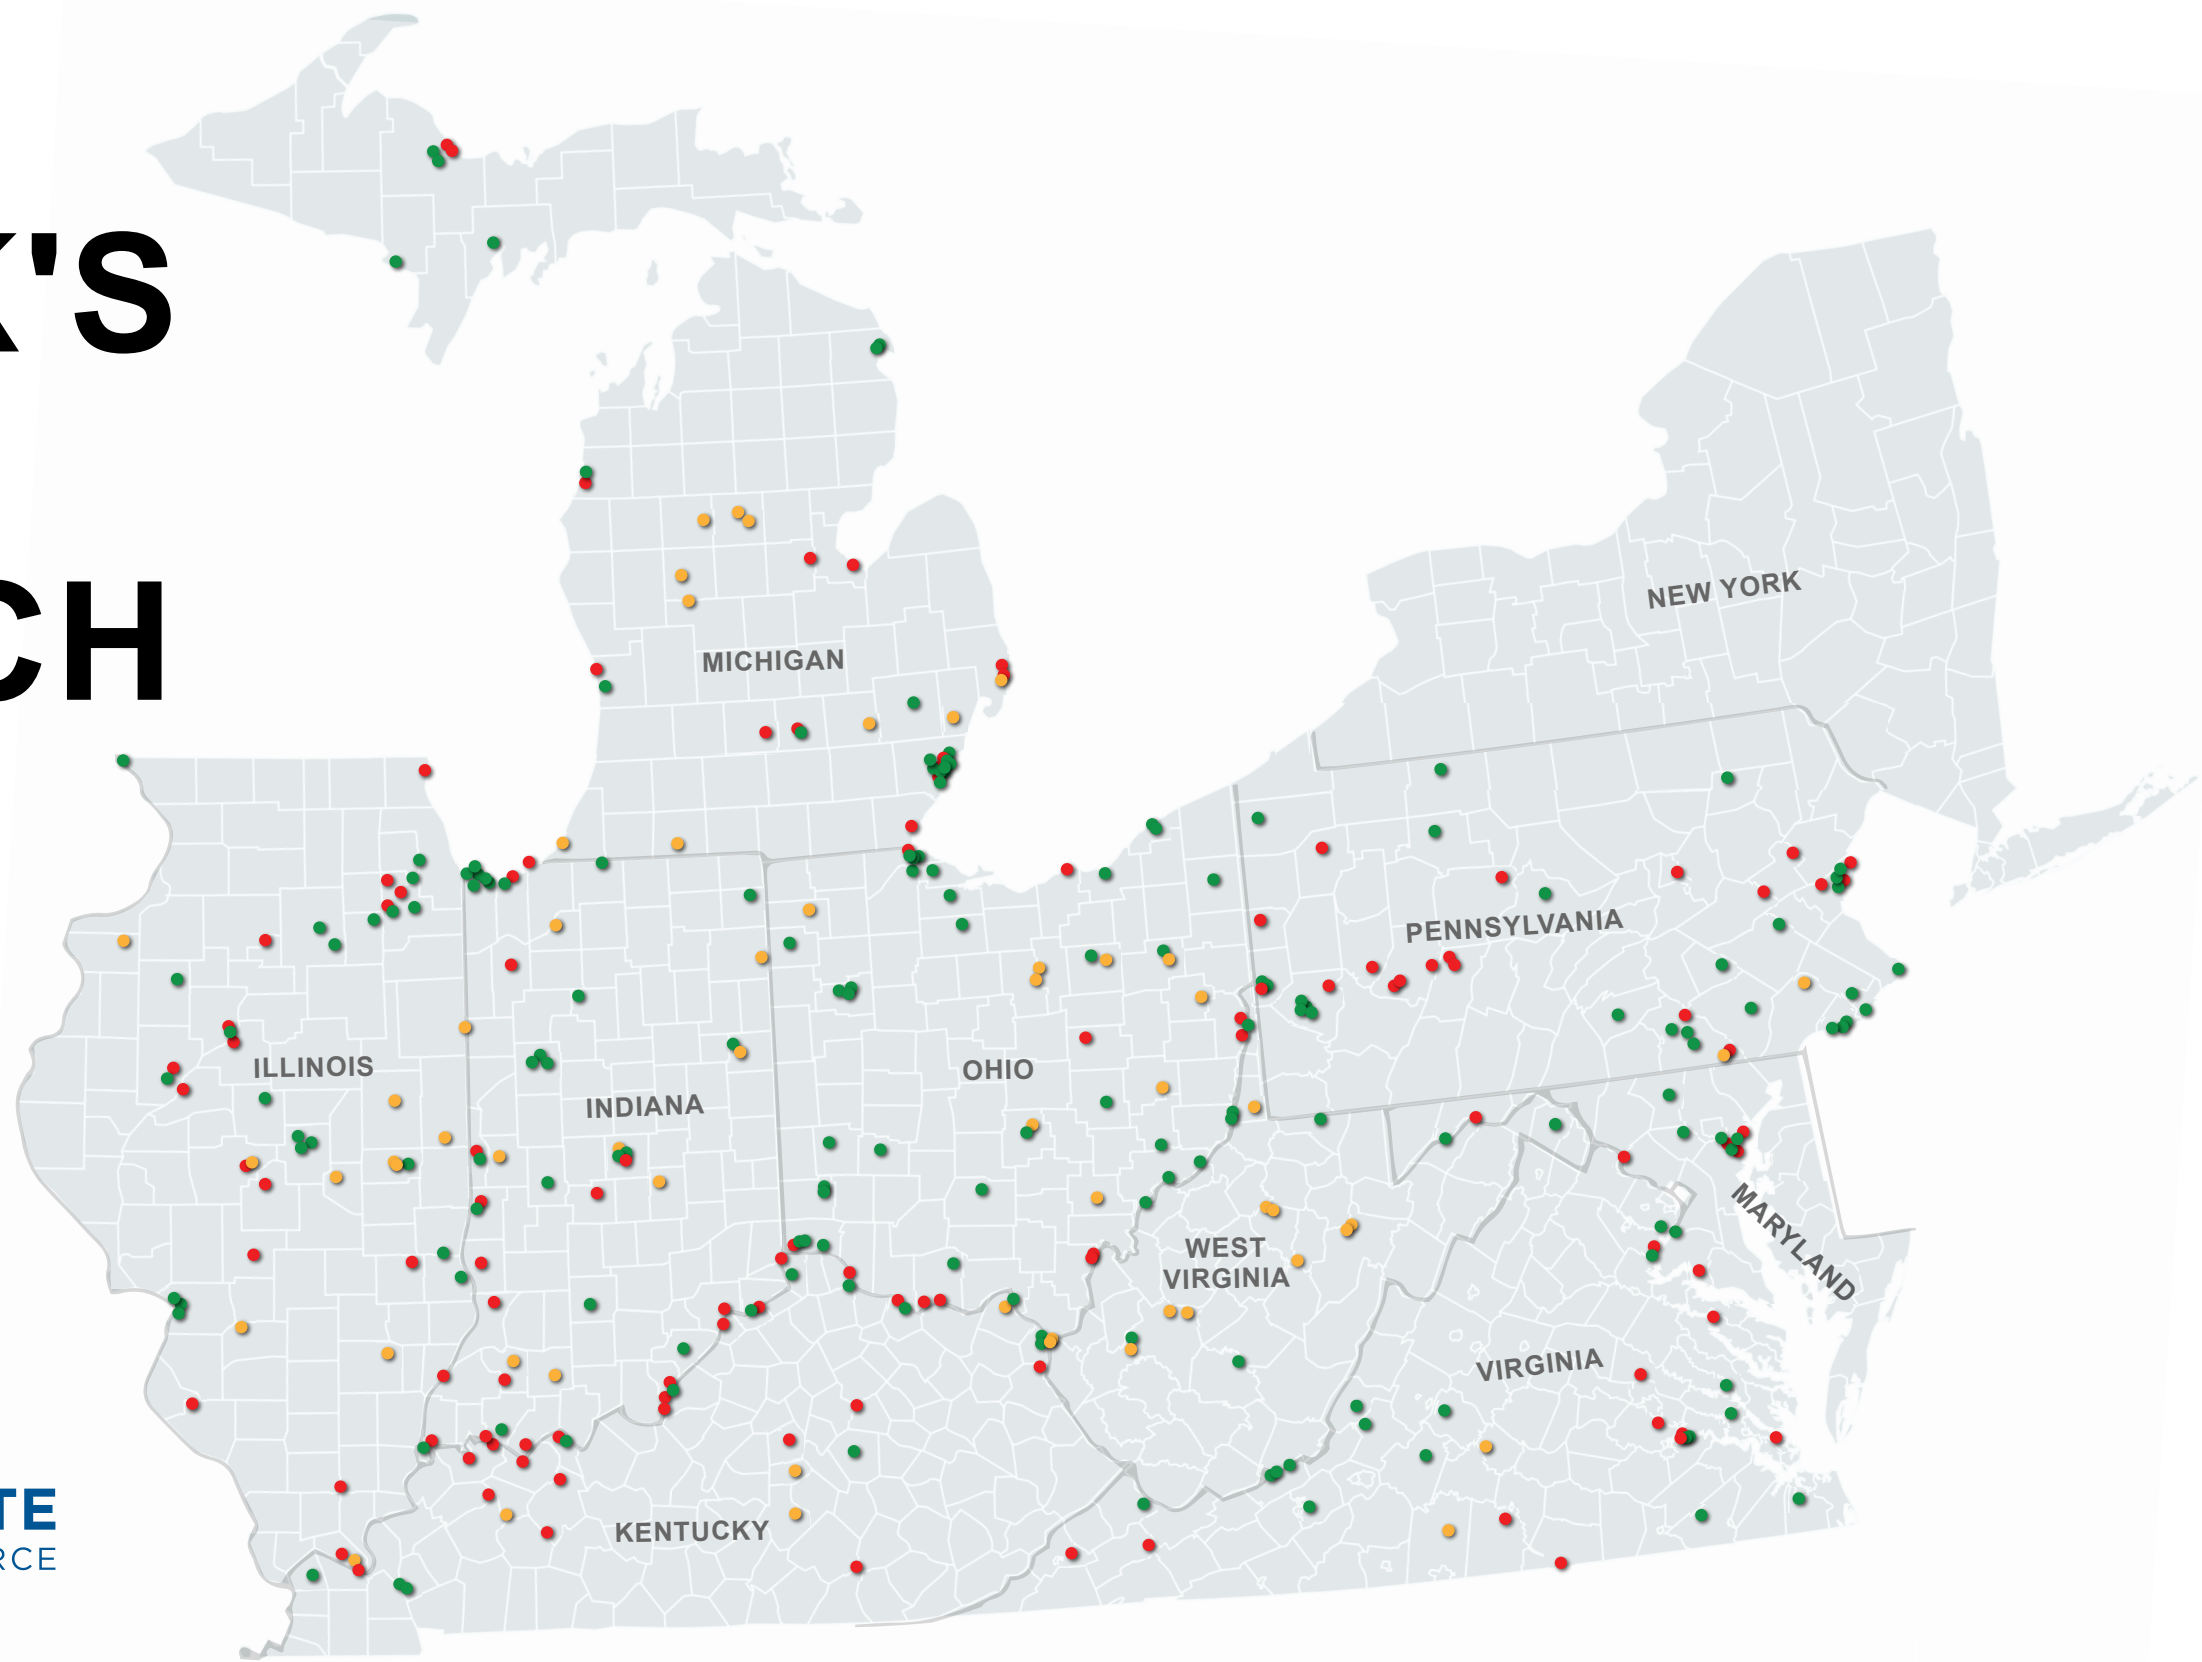 K'S
CH
NEW YORK
MICHIGAN
PENNSYLVANIA
ILLINOIS
OHIO
INDIANA
MARYLAND
WEST
VIRGINIA
VIRGINIA
TE
KENTUCKY
RCE